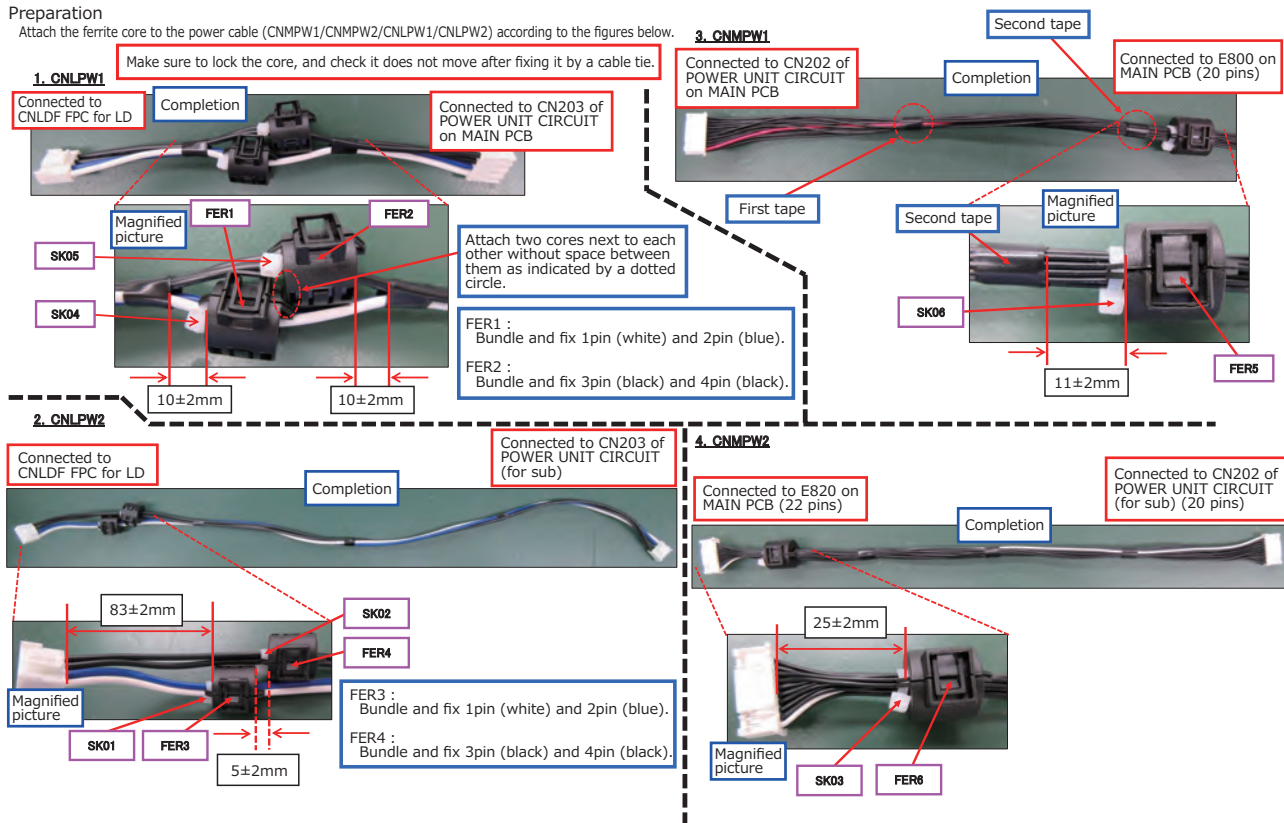 Preparation
Attach the ferrite core to the power cable (CNMPW1/CNMPW2/CNLPW1/CNLPW2) according to the figures below.
Make sure to lock the core, and check it does not move after fixing it by a cable tie.
1. CNLPW1
Connected to
CNLDF FPC for LD
Completion
Connected to CN203 of
POWER UNIT CIRCUIT
on MAIN PCB
Magnified
picture
FER1
FER2
SK05
SK04
Attach two cores next to each
other without space between
them as indicated by a dotted
circle.
FER1 :
Bundle and fix 1pin (white) and 2pin (blue).
FER2 :
Bundle and fix 3pin (black) and 4pin (black).
10±2mm
10±2mm
2. CNLPW2
Connected to
CNLDF FPC for LD
Completion
Connected to CN203 of
POWER UNIT CIRCUIT
(for sub)
83±2mm
SK02
FER4
Magnified
picture
SK01
FER3
5±2mm
FER3 :
Bundle and fix 1pin (white) and 2pin (blue).
FER4 :
Bundle and fix 3pin (black) and 4pin (black).
3. CNMPW1
Second tape
Connected to CN202 of
POWER UNIT CIRCUIT
on MAIN PCB
Completion
Connected to E800 on
MAIN PCB (20 pins)
First tape
Second tape
Magnified
picture
SK06
FER5
11±2mm
4. CNMPW2
Connected to E820 on
MAIN PCB (22 pins)
Completion
Connected to CN202 of
POWER UNIT CIRCUIT
(for sub) (20 pins)
25±2mm
Magnified
picture
SK03
FER6